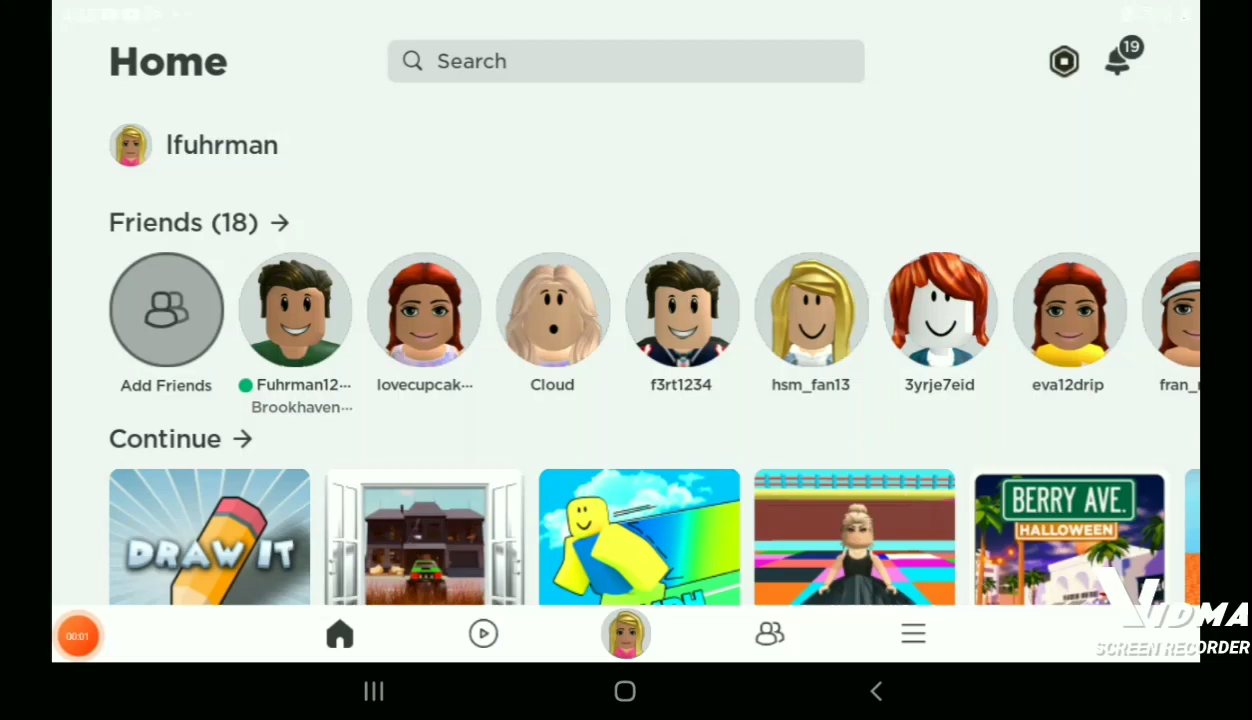 Home
Search
19
lfuhrman
Friends (18) →
Add Friends
Fuhrman12...
Brookhaven...
lovecupcak...
Cloud
f3rt1234
hsm_fan13
3yrje7eid
eva12drip
Continue →
DRAW IT
BERRY AVE.
HALLOWEEN
00:01
VIDMA
SCREEN RECORDER